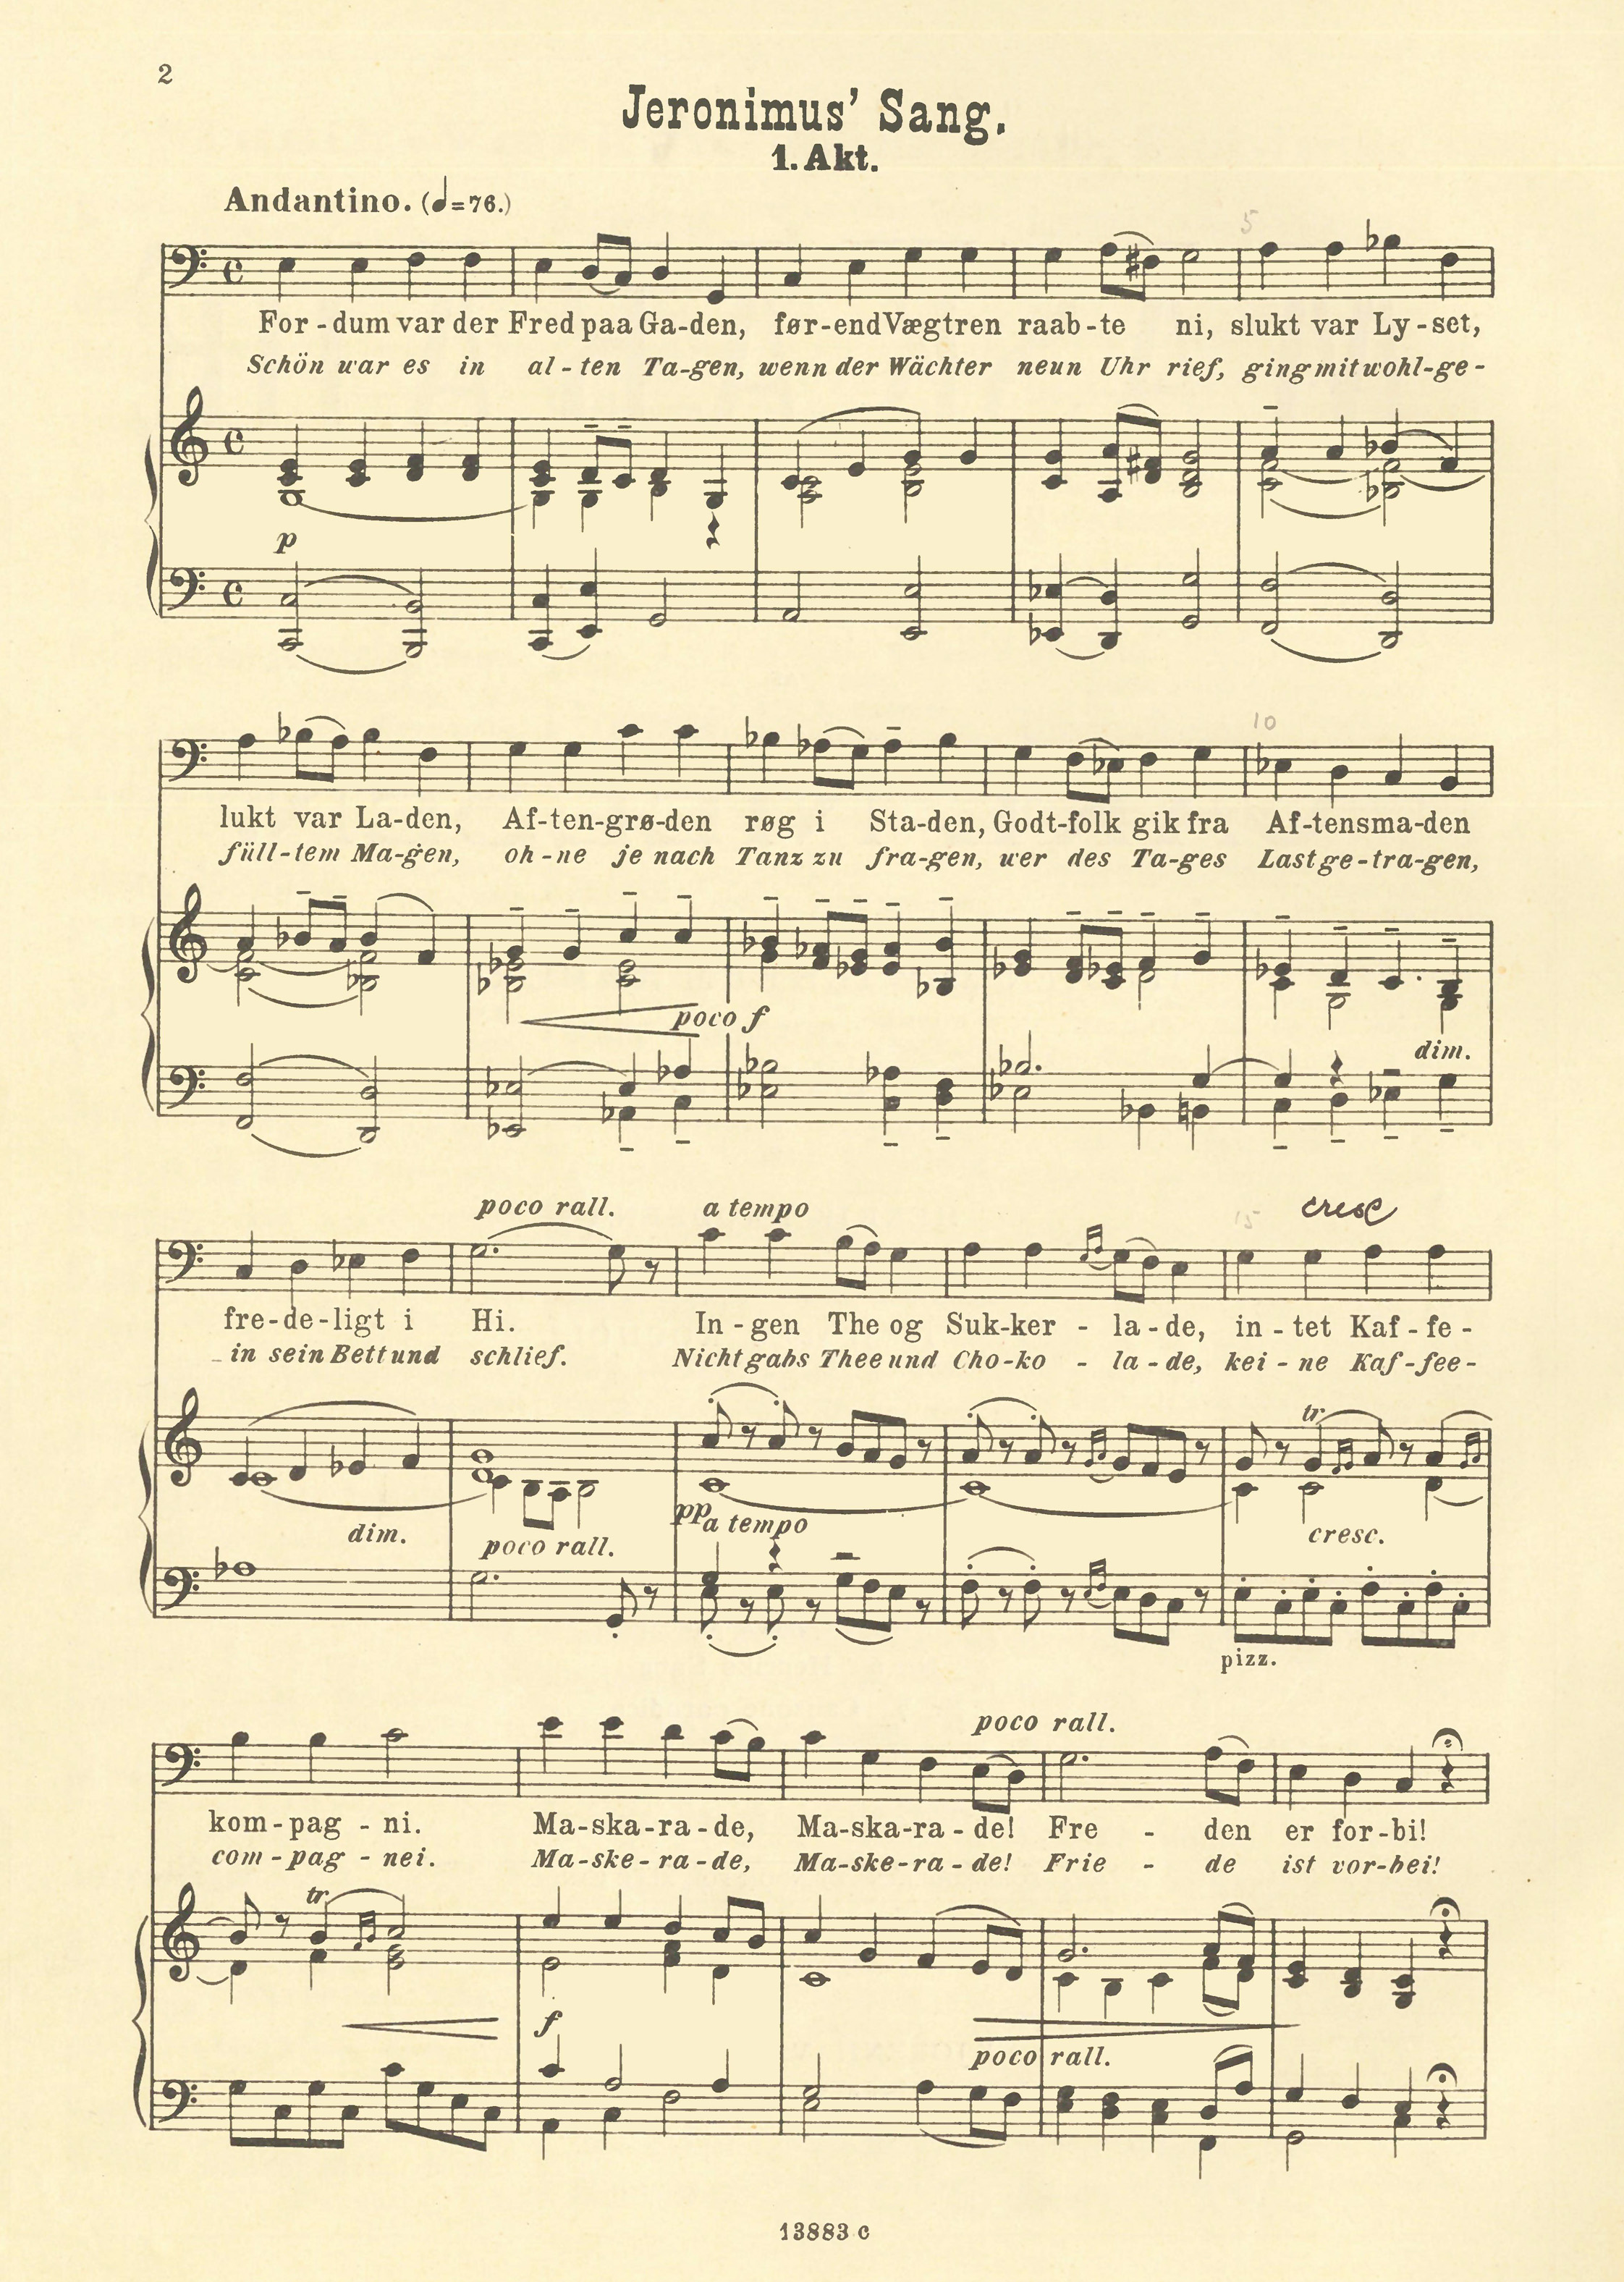 2
Jeronimus’ Sang.
1. Akt.
Andantino. (♩=76.)
5
For - dum var der Fred paa Ga-den, før-end Vægtren raab-te ni, slukt var Ly-set,
Schön war es in al-ten Ta-gen, wenn der Wächter neun Uhr rief, ging mit wohl-ge-
p
10
lukt var La-den, Af-ten-grø-den røg i Sta-den, Godt-folk gik fra Af-tensma-den
füll-tem Ma-gen, oh-ne je nach Tanz zu fra-gen, wer des Ta-ges Last ge-tra-gen,
poco f
dim.
poco rall. a tempo 15 cresc
fre-de-ligt i Hi. In-gen The og Suk-ker - la-de, in-tet Kaf-fe-
in sein Bett und schlief. Nicht gabs Thee und Cho-ko - la-de, kei-ne Kaf-fee-
tr
dim. poco rall. pp a tempo cresc.
pizz.
poco rall.
kom-pag - ni. Ma-ska-ra-de, Ma-ska-ra-de! Fre - den er for-bi!
com-pag - nei. Ma-ske-ra-de, Ma-ske-ra-de! Frie - de ist vor-bei!
tr
f
poco rall.
13883 c